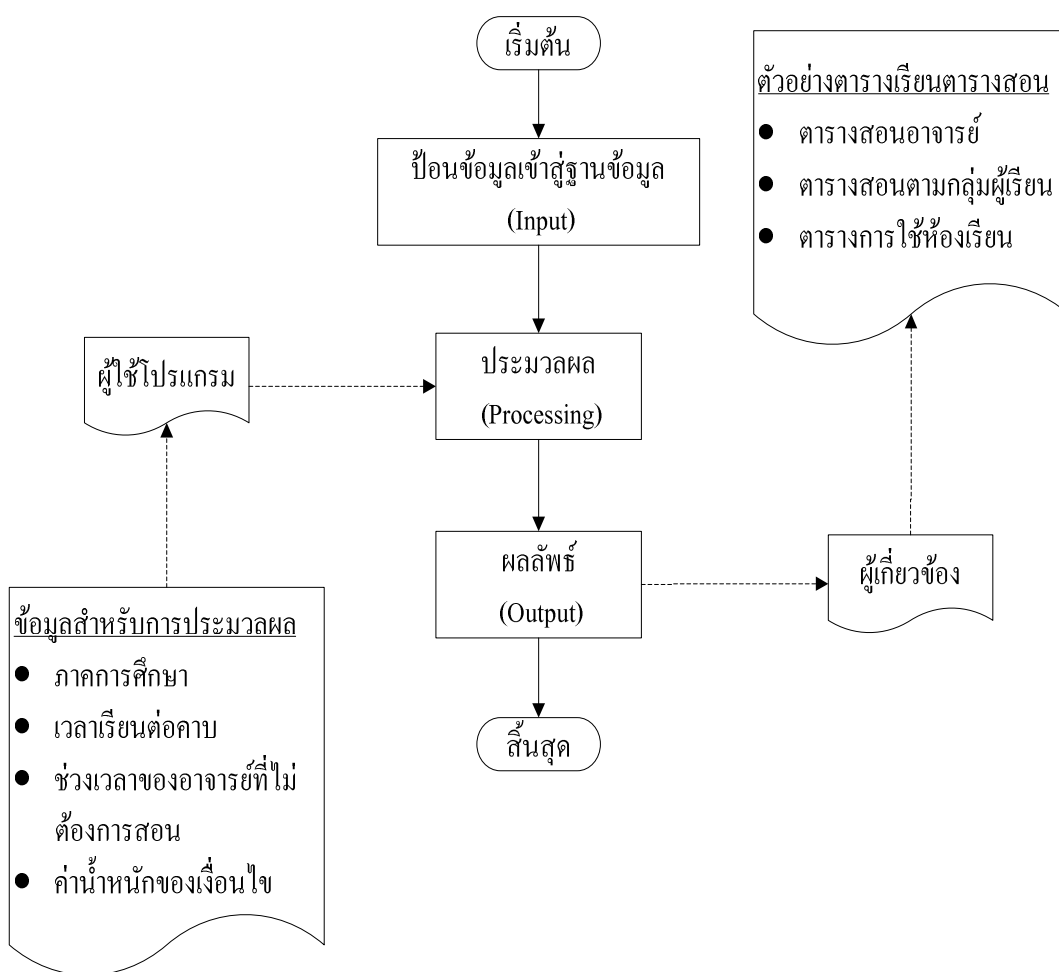 เริ่มต้น
ป้อนข้อมูลเข้าสู่ฐานข้อมูล
(Input)
ตัวอย่างตารางเรียนตารางสอน
● ตารางสอนอาจารย์
● ตารางสอนตามกลุ่มผู้เรียน
● ตารางการใช้ห้องเรียน
ผู้ใช้โปรแกรม
ประมวลผล
(Processing)
ผลลัพธ์
(Output)
ผู้เกี่ยวข้อง
ข้อมูลสำหรับการประมวลผล
● ภาคการศึกษา
● เวลาเรียนต่อคาบ
● ช่วงเวลาของอาจารย์ที่ไม่
ต้องการสอน
● ค่าน้ำหนักของเงื่อนไข
สิ้นสุด